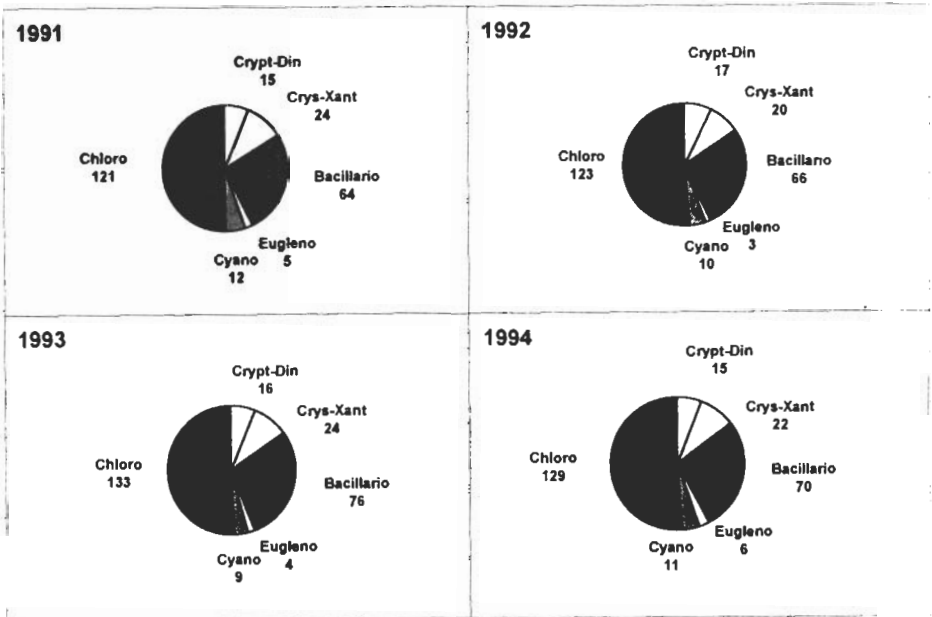 1991
Crypt-Din
15
Crys-Xant
24
Chloro
121
Bacillario
64
Eugleno
5
Cyano
12
1992
Crypt-Din
17
Crys-Xant
20
Chloro
123
Bacillario
66
Eugleno
3
Cyano
10
1993
Crypt-Din
16
Crys-Xant
24
Chloro
133
Bacillario
76
Eugleno
4
Cyano
9
1994
Crypt-Din
15
Crys-Xant
22
Chloro
129
Bacillario
70
Eugleno
6
Cyano
11